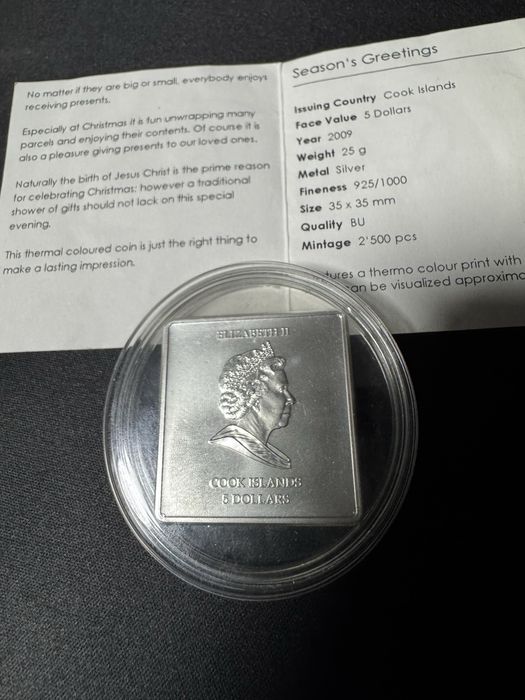 No matter if they are big or small, everybody enjoys
receiving presents.
Especially at Christmas it is fun unwrapping many
parcels and enjoying their contents. Of course it is
also a pleasure giving presents to our loved ones.
Naturally the birth of Jesus Christ is the prime reason
for celebrating Christmas; however a traditional
shower of gifts should not lack on this special
evening.
This thermal coloured coin is just the right thing to
make a lasting impression.
Season's Greetings
Issuing Country Cook Islands
Face Value 5 Dollars
Year 2009
Weight 25 g
Metal Silver
Fineness 925/1000
Size 35 x 35 mm
Quality BU
Mintage 2'500 pcs
a thermo colour print with
be visualized
ELIZABETH II
COOK ISLANDS
5 DOLLARS